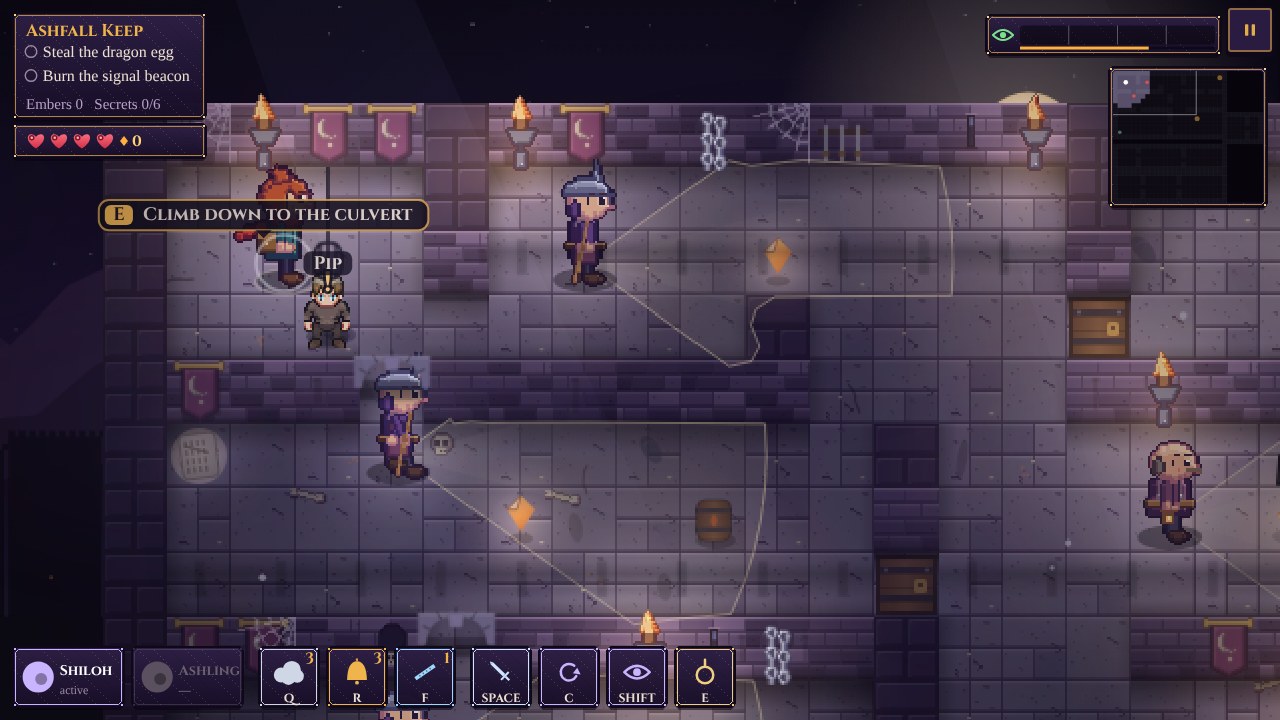 ASHFALL KEEP
Steal the dragon egg
Burn the signal beacon
Embers 0 Secrets 0/6
0
E CLIMB DOWN TO THE CULVERT
PIP
SHILOH
active
ASHLING
—
3
Q
3
R
1
F
SPACE
C
SHIFT
E